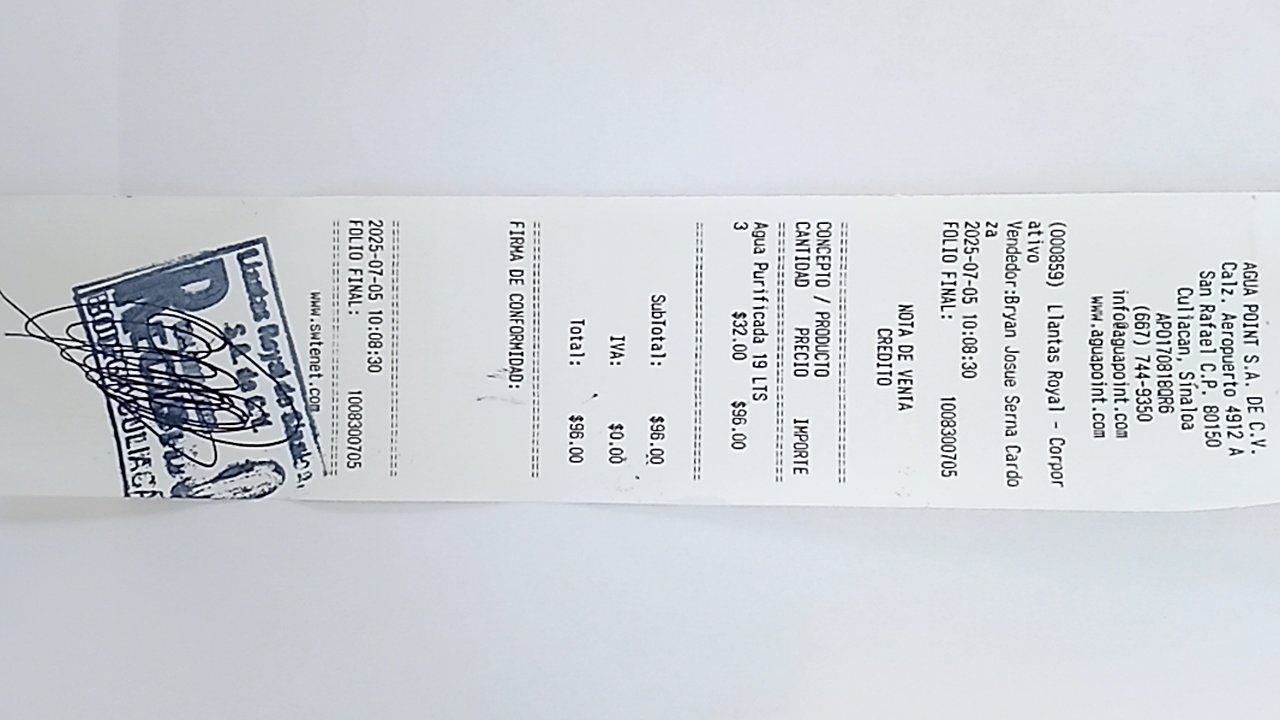 AGUA POINT S.A. DE C.V.
Calz. Aeropuerto 4912 A
San Rafael C.P. 80150
Culiacan, Sinaloa
APO170818QR6
(667) 744-9350
info@aguapoint.com
www.aguapoint.com
(000859) Llantas Royal - Corpor
ativo
Vendedor:Bryan Josue Serna Cardo
za
2025-07-05 10:08:30
FOLIO FINAL: 1008300705
NOTA DE VENTA
CREDITO
CONCEPTO / PRODUCTO
CANTIDAD PRECIO IMPORTE
Agua Purificada 19 LTS
3 $32.00 $96.00
SubTotal: $96.00
IVA: $0.00
Total: $96.00
FIRMA DE CONFORMIDAD:
2025-07-05 10:08:30
FOLIO FINAL: 1008300705
www.swtenet.com
Llantas Royal de
S.A. de C.V.